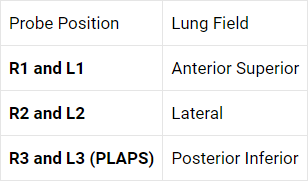 Probe Position Lung Field
R1 and L1 Anterior Superior
R2 and L2 Lateral
R3 and L3 (PLAPS) Posterior Inferior